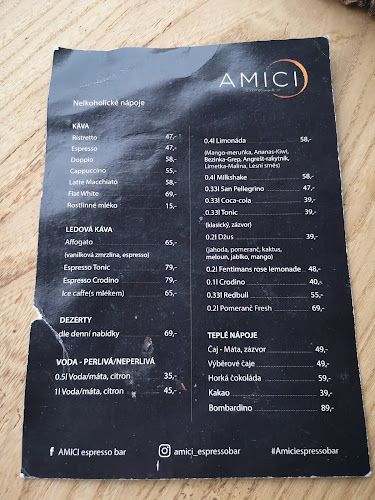 AMICI
Nelkoholické nápoje
KÁVA
Ristretto 47,-
Espresso 47,-
Doppio 58,-
Cappuccino 55,-
Latte Macchiato 58,-
Flat White 69,-
Rostlinné mléko 15,-
LEDOVÁ KÁVA
Affogato 65,-
(vanilková zmrzlina, espresso)
Espresso Tonic 79,-
Espresso Crodino 79,-
Ice caffe(s mlékem) 65,-
DEZERTY
dle denní nabídky 69,-
VODA - PERLIVÁ/NEPERLIVÁ
0.5l Voda/máta, citron 35,-
1l Voda/máta, citron 45,-
0.4l Limonáda 58,-
(Mango-meruňka, Ananas-Kiwi,
Bezinka-Grep, Angrešt-rakytník,
Limetka-Malina, Lesní směs)
0.4l Milkshake 58,-
0.33l San Pellegrino 47,-
0.33l Coca-cola 39,-
0.33l Tonic 39,-
(klasický, zázvor)
0.2l Džus 39,-
(jahoda, pomeranč, kaktus,
meloun, jablko, mango)
0.2l Fentimans rose lemonade 48,-
0.1l Crodino 40,-
0.33l Redbull 55,-
0.2l Pomeranč Fresh 69,-
TEPLÉ NÁPOJE
Čaj - Máta, zázvor 49,-
Výběrové čaje 49,-
Horká čokoláda 59,-
Kakao 39,-
Bombardino 89,-
f AMICI espresso bar
amici_espressobar
#Amiciespressobar